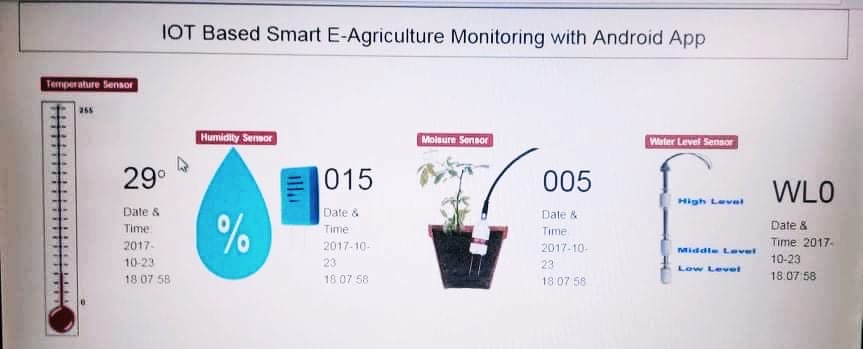 IOT Based Smart E-Agriculture Monitoring with Android App
Temperature Sensor
255
0
29°
Date &
Time
2017-
10-23
18:07:58
Humidity Sensor
%
015
Date &
Time
2017-10-
23
18:07:58
Moisure Sensor
005
Date &
Time
2017-10-
23
18:07:58
Water Level Sensor
High Level
Middle Level
Low Level
WL0
Date &
Time 2017-
10-23
18:07:58